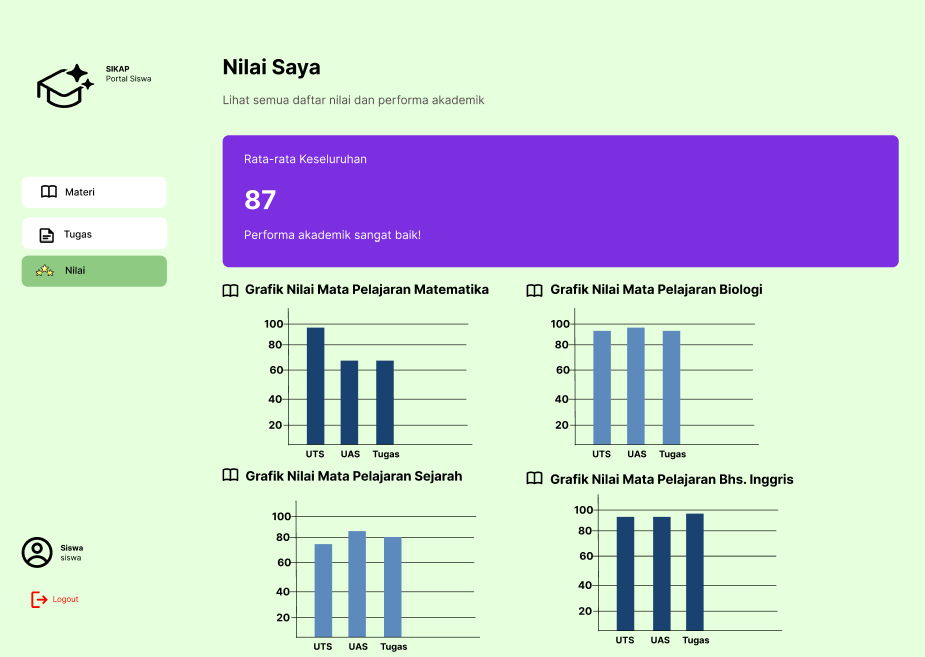 SIKAP
Portal Siswa
Materi
Tugas
Nilai
Siswa
siswa
Logout
Nilai Saya
Lihat semua daftar nilai dan performa akademik
Rata-rata Keseluruhan
87
Performa akademik sangat baik!
Grafik Nilai Mata Pelajaran Matematika
100
80
60
40
20
UTS UAS Tugas
Grafik Nilai Mata Pelajaran Biologi
100
80
60
40
20
UTS UAS Tugas
Grafik Nilai Mata Pelajaran Sejarah
100
80
60
40
20
UTS UAS Tugas
Grafik Nilai Mata Pelajaran Bhs. Inggris
100
80
60
40
20
UTS UAS Tugas